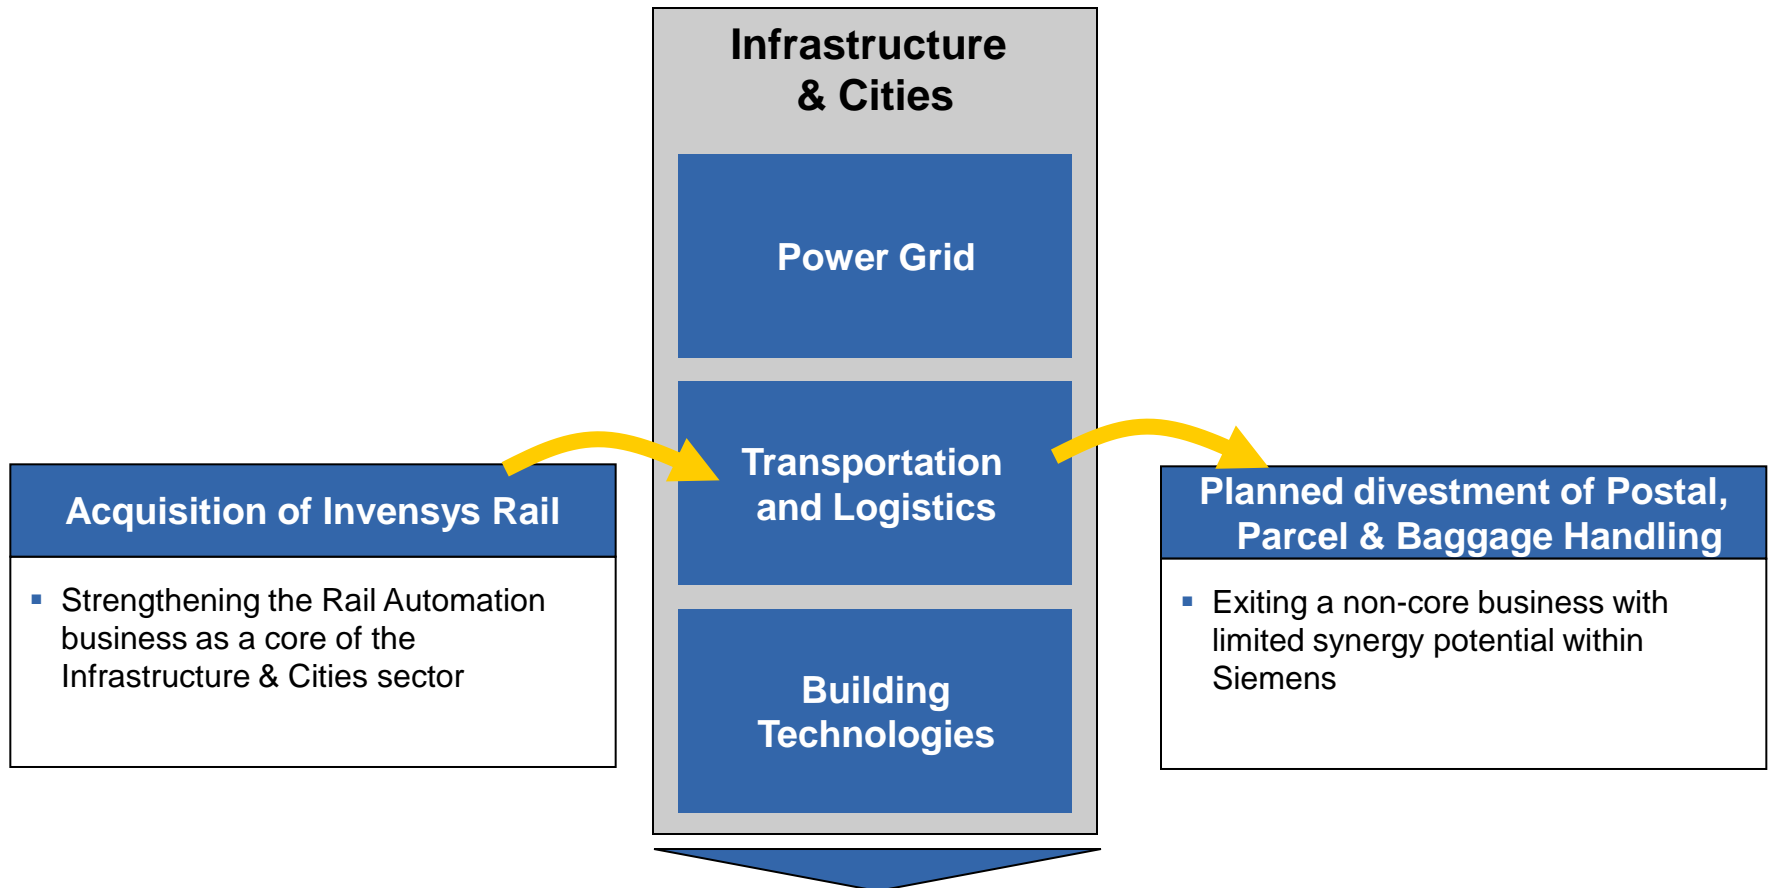 Infrastructure
& Cities
Power Grid
Transportation
and Logistics
Building
Technologies
Acquisition of Invensys Rail
▪ Strengthening the Rail Automation
business as a core of the
Infrastructure & Cities sector
Planned divestment of Postal,
Parcel & Baggage Handling
▪ Exiting a non-core business with
limited synergy potential within
Siemens